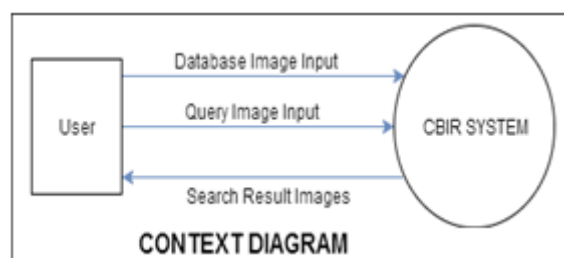 Database Image Input
User
Query Image Input
CBIR SYSTEM
Search Result Images
CONTEXT DIAGRAM